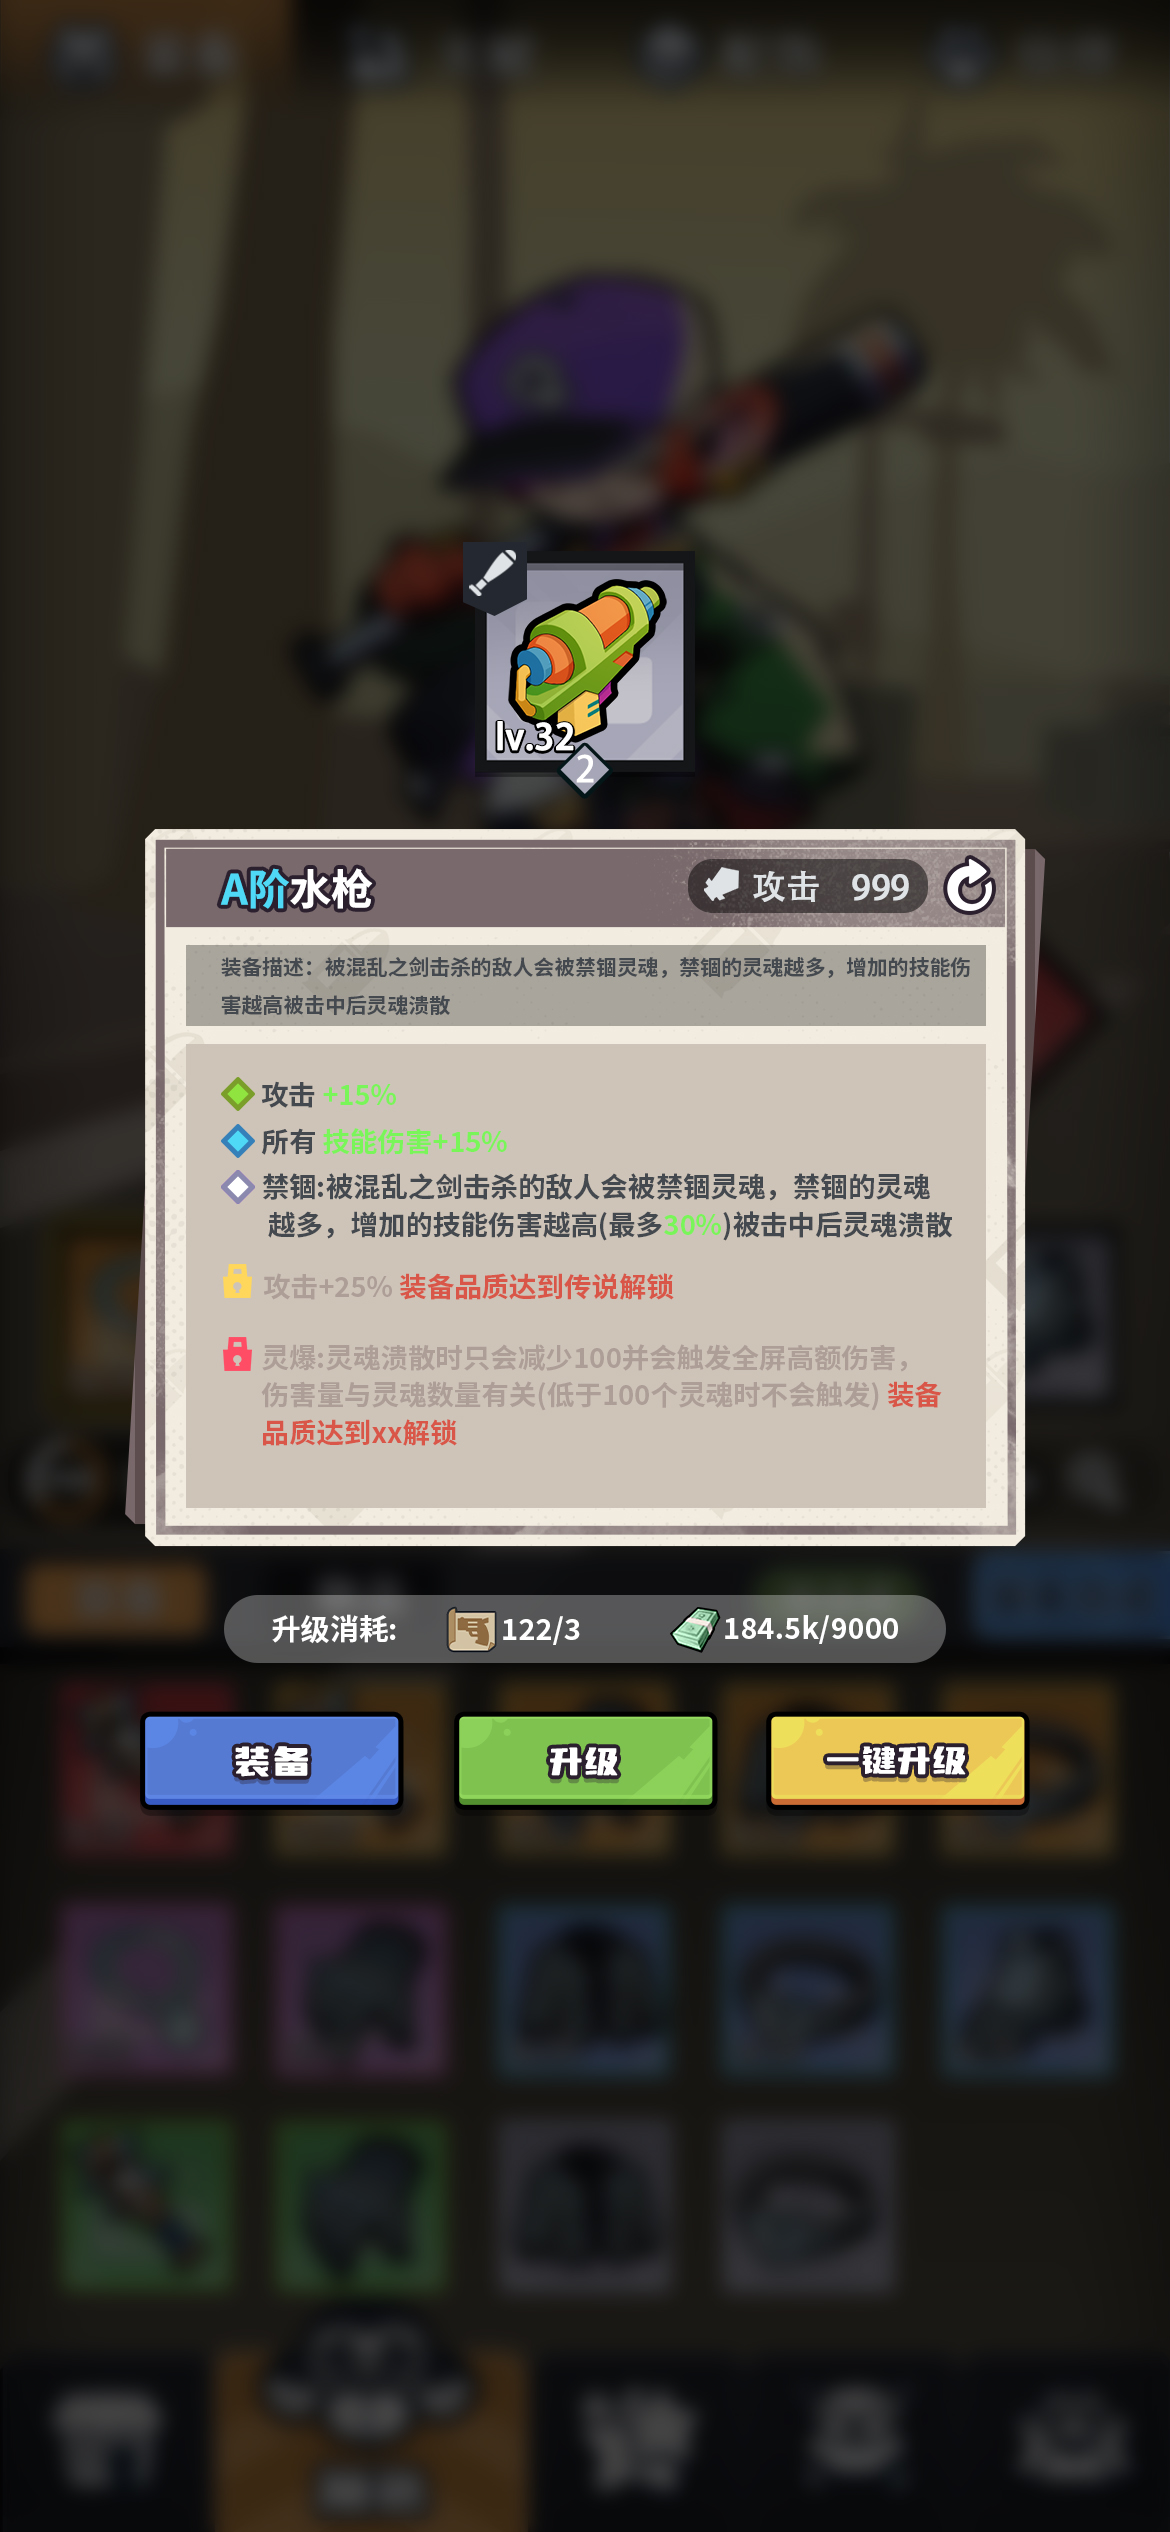 lv.32
2
A阶水枪
攻击 999
装备描述：被混乱之剑击杀的敌人会被禁锢灵魂，禁锢的灵魂越多，增加的技能伤
害越高被击中后灵魂溃散
攻击 +15%
所有 技能伤害+15%
禁锢:被混乱之剑击杀的敌人会被禁锢灵魂，禁锢的灵魂
越多，增加的技能伤害越高(最多30%)被击中后灵魂溃散
攻击+25% 装备品质达到传说解锁
灵爆:灵魂溃散时只会减少100并会触发全屏高额伤害，
伤害量与灵魂数量有关(低于100个灵魂时不会触发) 装备
品质达到xx解锁
升级消耗: 122/3 184.5k/9000
装备 升级 一键升级